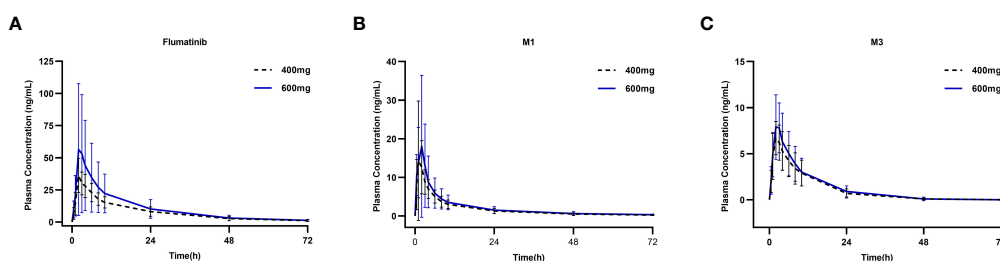 A
Flumatinib
Plasma Concentration (ng/mL)
125
100
75
50
25
0
0
24
48
72
Time(h)
400mg
600mg
B
M1
Plasma Concentration (ng/mL)
40
30
20
10
0
0
24
48
72
Time(h)
400mg
600mg
C
M3
Plasma Concentration (ng/mL)
15
10
5
0
0
24
48
Time(h)
400mg
600mg